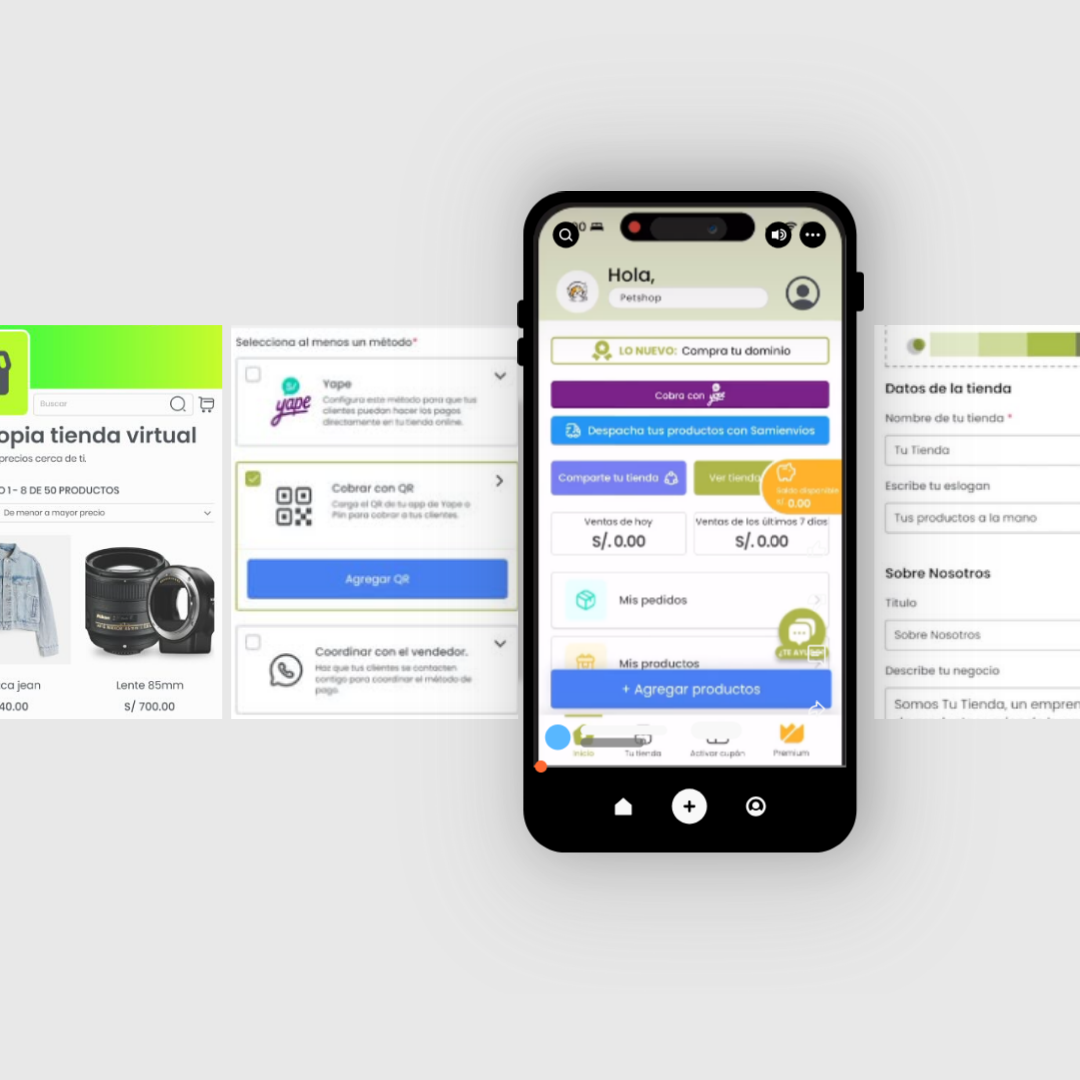 Buscar
opia tienda virtual
precios cerca de ti.
O 1 - 8 DE 50 PRODUCTOS
De menor a mayor precio
ca jean
Lente 85mm
40.00
S/ 700.00
Selecciona al menos un método*
S/
yape
Yape
Configura este método para que tus
clientes puedan hacer los pagos
directamente en tu tienda online.
Cobrar con QR
Carga el QR de tu app de Yape o
Plin para cobrar a tus clientes.
Agregar QR
Coordinar con el vendedor.
Haz que tus clientes se contacten
contigo para coordinar el método de
pago.
Hola,
Petshop
LO NUEVO: Compra tu dominio
Cobra con yape
Despacha tus productos con Samienvíos
Comparte tu tienda
Ver tienda
Saldo disponible
S/ 0.00
Ventas de hoy
S/. 0.00
Ventas de los últimos 7 días
S/. 0.00
Mis pedidos
Mis productos
+ Agregar productos
Inicio
Tu tienda
Activar cupón
Premium
Datos de la tienda
Nombre de tu tienda *
Tu Tienda
Escribe tu eslogan
Tus productos a la mano
Sobre Nosotros
Titulo
Sobre Nosotros
Describe tu negocio
Somos Tu Tienda, un empren